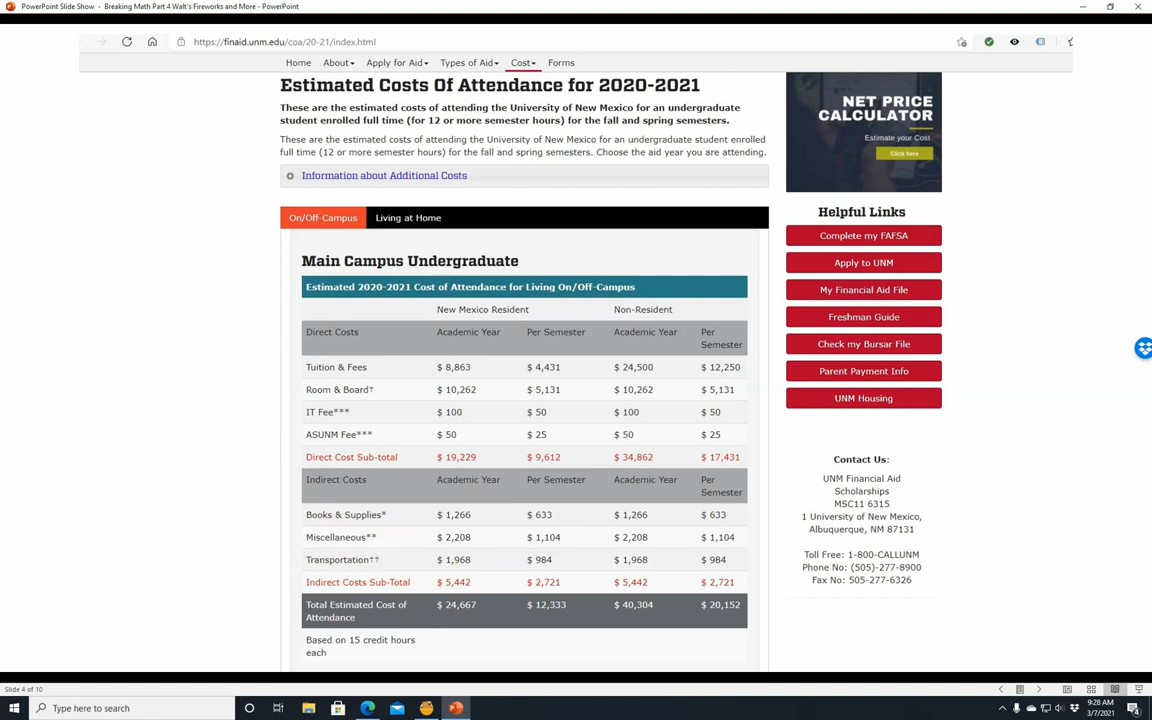 PowerPoint Slide Show - Breaking Math Part 4 Walt's Fireworks and More - PowerPoint
https://finaid.unm.edu/coa/20-21/index.html
Home About Apply for Aid Types of Aid Cost Forms
Estimated Costs Of Attendance for 2020-2021
These are the estimated costs of attending the University of New Mexico for an undergraduate
student enrolled full time (for 12 or more semester hours) for the fall and spring semesters.
These are the estimated costs of attending the University of New Mexico for an undergraduate student enrolled
full time (12 or more semester hours) for the fall and spring semesters. Choose the aid year you are attending.
Information about Additional Costs
On/Off-Campus Living at Home
Main Campus Undergraduate
Estimated 2020-2021 Cost of Attendance for Living On/Off-Campus
New Mexico Resident Non-Resident
Direct Costs Academic Year Per Semester Academic Year Per
Semester
Tuition & Fees $ 8,863 $ 4,431 $ 24,500 $ 12,250
Room & Board† $ 10,262 $ 5,131 $ 10,262 $ 5,131
IT Fee*** $ 100 $ 50 $ 100 $ 50
ASUNM Fee*** $ 50 $ 25 $ 50 $ 25
Direct Cost Sub-total $ 19,229 $ 9,612 $ 34,862 $ 17,431
Indirect Costs Academic Year Per Semester Academic Year Per
Semester
Books & Supplies* $ 1,266 $ 633 $ 1,266 $ 633
Miscellaneous** $ 2,208 $ 1,104 $ 2,208 $ 1,104
Transportation†† $ 1,968 $ 984 $ 1,968 $ 984
Indirect Costs Sub-Total $ 5,442 $ 2,721 $ 5,442 $ 2,721
Total Estimated Cost of $ 24,667 $ 12,333 $ 40,304 $ 20,152
Attendance
Based on 15 credit hours
each
NET PRICE
CALCULATOR
Estimate your Cost
Click here
Helpful Links
Complete my FAFSA
Apply to UNM
My Financial Aid File
Freshman Guide
Check my Bursar File
Parent Payment Info
UNM Housing
Contact Us:
UNM Financial Aid
Scholarships
MSC11 6315
1 University of New Mexico,
Albuquerque, NM 87131
Toll Free: 1-800-CALLUNM
Phone No: (505)-277-8900
Fax No: 505-277-6326
Slide 4 of 10
Type here to search
9:28 AM
3/7/2021
4